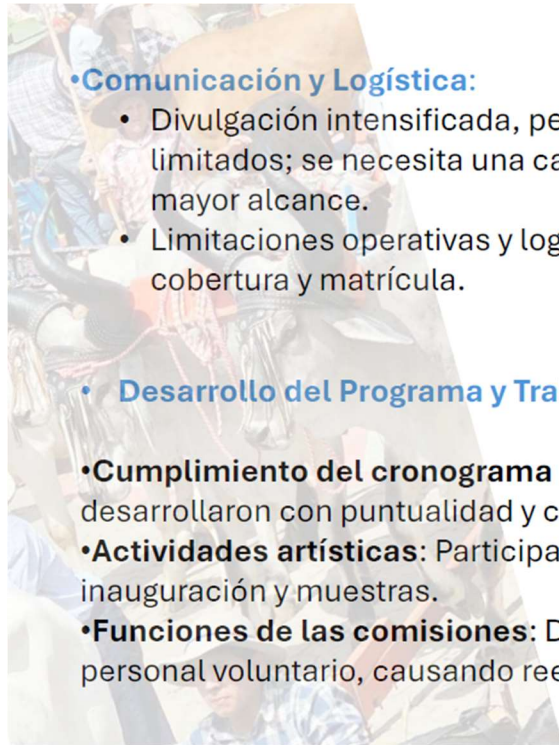 •Comunicación y Logística:
• Divulgación intensificada, pe
limitados; se necesita una ca
mayor alcance.
• Limitaciones operativas y log
cobertura y matrícula.
• Desarrollo del Programa y Tra
•Cumplimiento del cronograma
desarrollaron con puntualidad y c
•Actividades artísticas: Participa
inauguración y muestras.
•Funciones de las comisiones: D
personal voluntario, causando ree